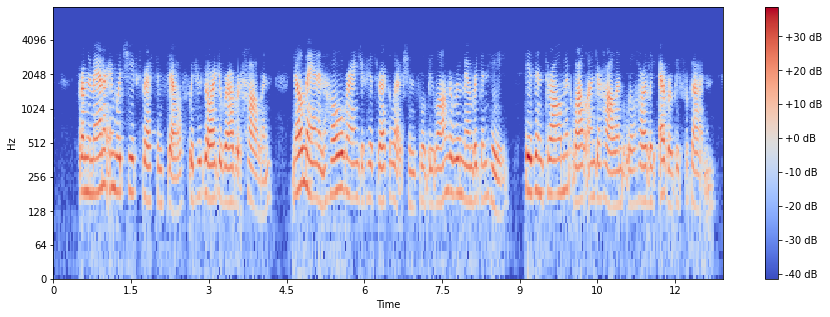 4096
2048
1024
512
256
128
64
0
Hz
0 1.5 3 4.5 6 7.5 9 10 12
Time
+30 dB
+20 dB
+10 dB
+0 dB
-10 dB
-20 dB
-30 dB
-40 dB